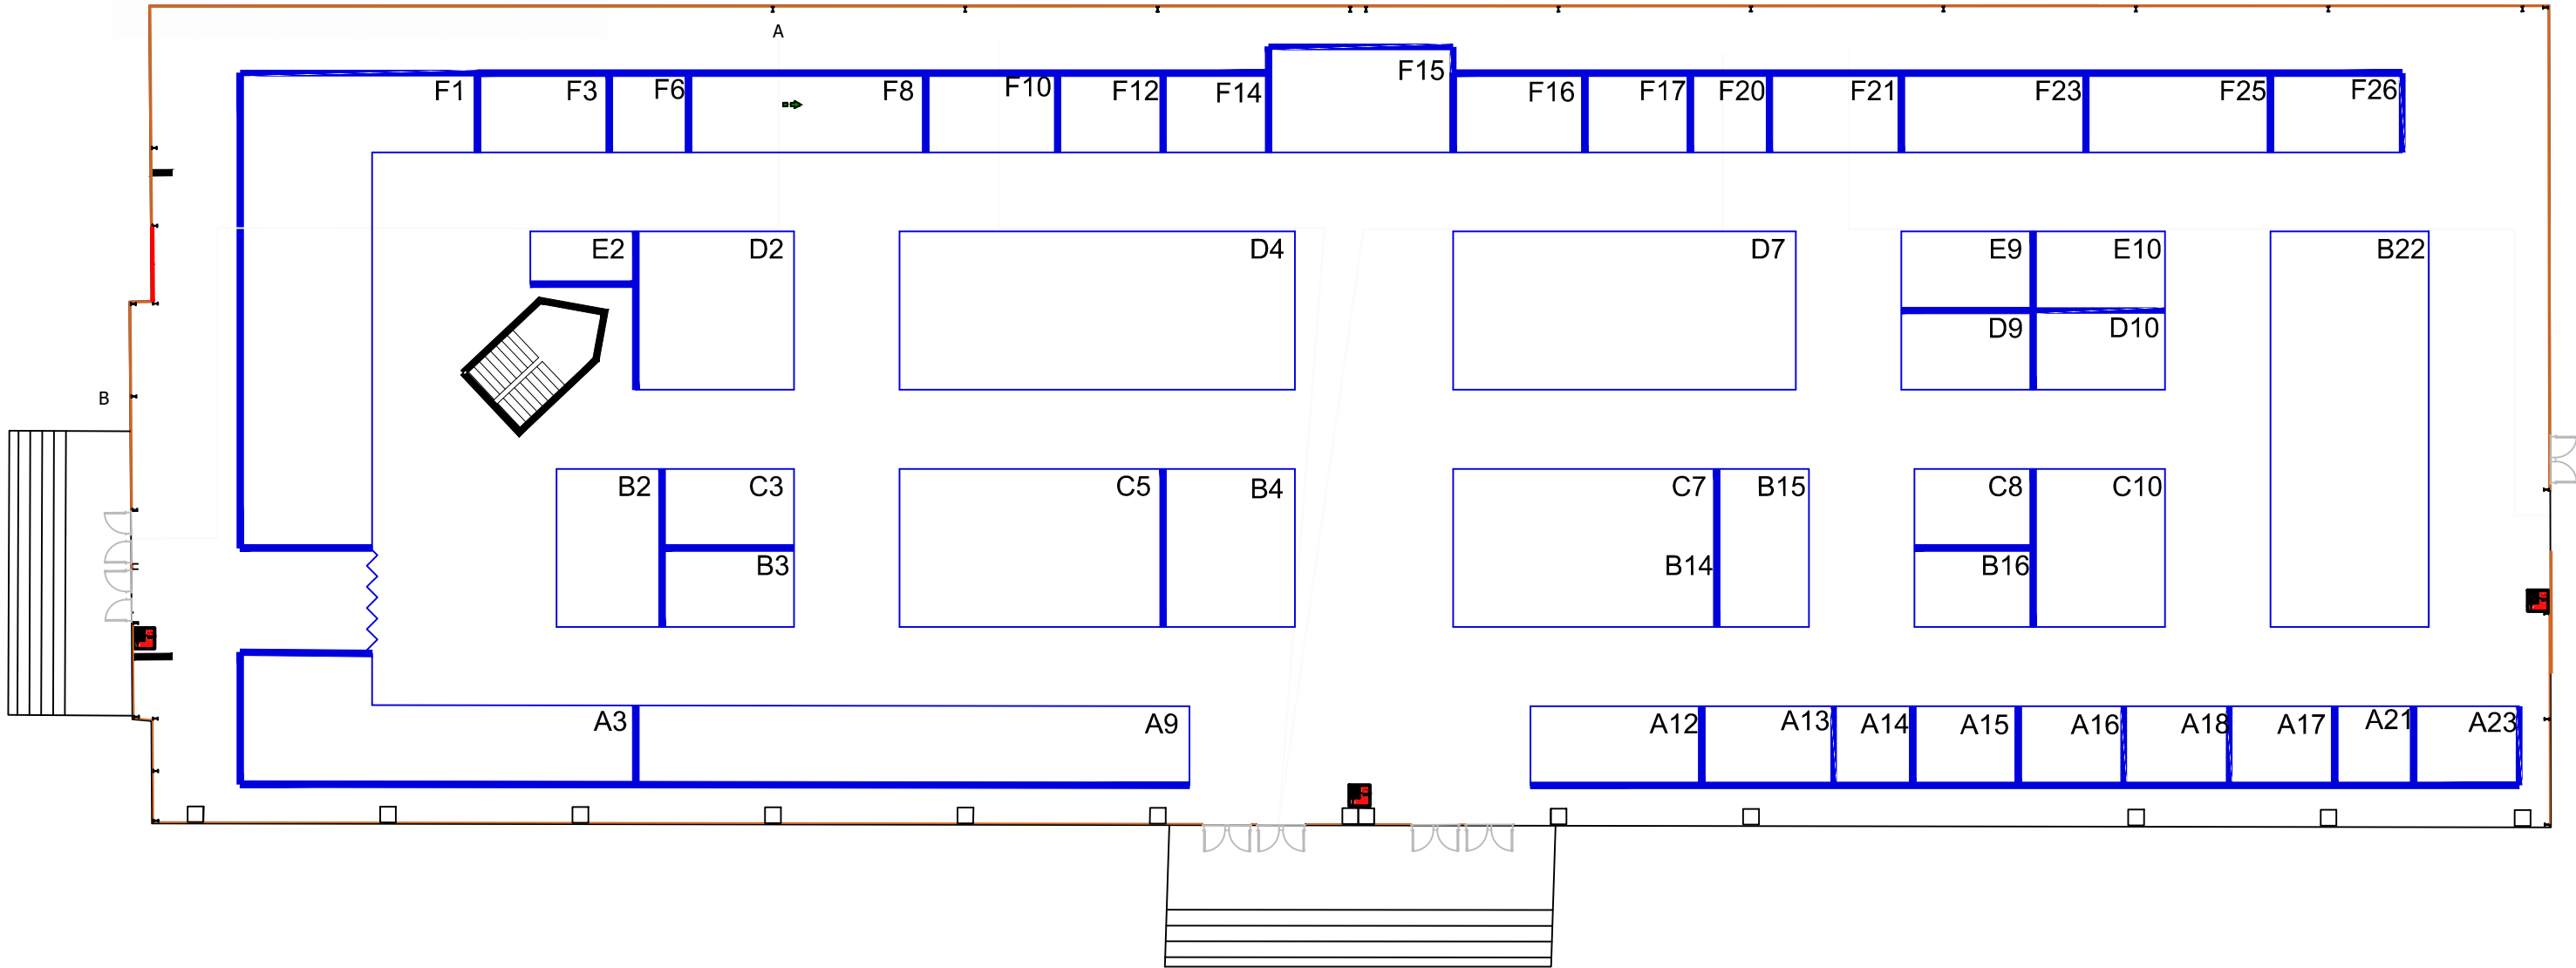 A
F1 F3 F6 F8 F10 F12 F14 F15 F16 F17 F20 F21 F23 F25 F26
E2 D2 D4 D7 E9 E10 B22
D9 D10
B
B2 C3 C5 B4 C7 B15 C8 C10
B3 B14 B16
A3 A9 A12 A13 A14 A15 A16 A18 A17 A21 A23